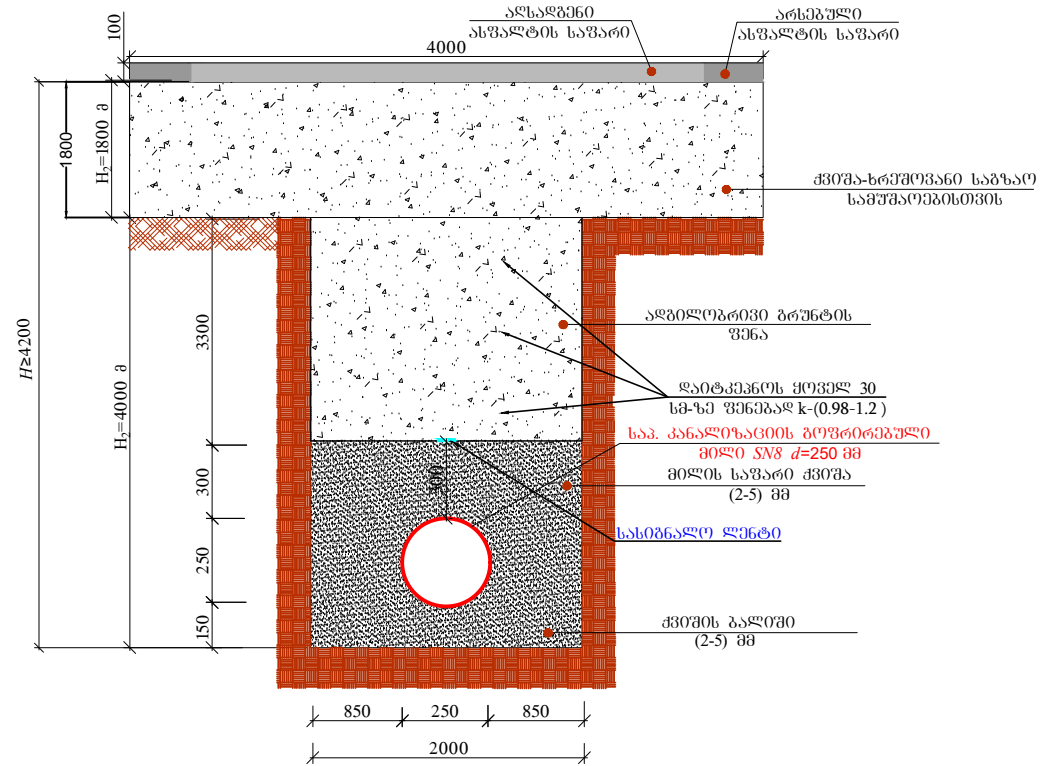 აღსადგენი
ასფალტის საფარი
არსებული
ასფალტის საფარი
100
4000
1800
H₂=1800 მ
ქვიშა-ხრეშოვანი საგზაო
სამუშაოებისთვის
H≥4200
H₂=4000 მ
3300
ადგილობრივი გრუნტის
ფენა
დაიტკეპნოს ყოველ 30
სმ-ზე ფენებად k-(0.98-1.2 )
საპ. კანალიზაციის გოფრირებული
მილი SN8 d=250 მმ
მილის საფარი ქვიშა
(2-5) მმ
300
300
სასიგნალო ლენტი
250
150
ქვიშის ბალიში
(2-5) მმ
850
250
850
2000